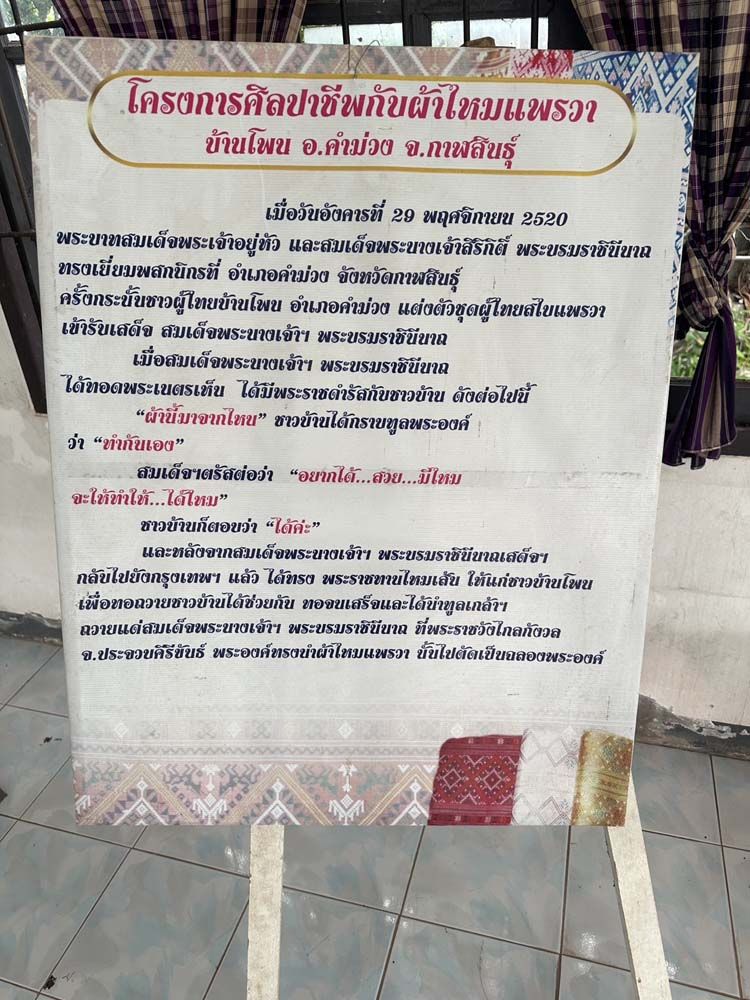 โครงการศิลปาชีพกับผ้าไหมแพรวา
บ้านโพน อ.คำม่วง จ.กาฬสินธุ์
เมื่อวันอังคารที่ 29 พฤศจิกายน 2520
พระบาทสมเด็จพระเจ้าอยู่หัว และสมเด็จพระนางเจ้าสิริกิติ์ พระบรมราชินีนาถ
ทรงเยี่ยมพสกนิกรที่ อำเภอคำม่วง จังหวัดกาฬสินธุ์
ครั้งกระนั้นชาวผู้ไทยบ้านโพน อำเภอคำม่วง แต่งตัวชุดผู้ไทยสไบแพรวา
เข้ารับเสด็จ สมเด็จพระนางเจ้าฯ พระบรมราชินีนาถ
เมื่อสมเด็จพระนางเจ้าฯ พระบรมราชินีนาถ
ได้ทอดพระเนตรเห็น ได้มีพระราชดำรัสกับชาวบ้าน ดังต่อไปนี้
“ผ้านี้มาจากไหน” ชาวบ้านได้กราบทูลพระองค์
ว่า “ทำกันเอง”
สมเด็จฯตรัสต่อว่า “อยากได้...สวย...มีไหม
จะให้ทำให้...ได้ไหม”
ชาวบ้านก็ตอบว่า “ได้ค่ะ”
และหลังจากสมเด็จพระนางเจ้าฯ พระบรมราชินีนาถเสด็จฯ
กลับไปยังกรุงเทพฯ แล้ว ได้ทรง พระราชทานไหมเส้น ให้แก่ชาวบ้านโพน
เพื่อทอถวายชาวบ้านได้ช่วยกัน ทอจนเสร็จและได้นำทูลเกล้าฯ
ถวายแด่สมเด็จพระนางเจ้าฯ พระบรมราชินีนาถ ที่พระราชวังไกลกังวล
จ.ประจวบคีรีขันธ์ พระองค์ทรงนำผ้าไหมแพรวา นั้นไปตัดเป็นฉลองพระองค์